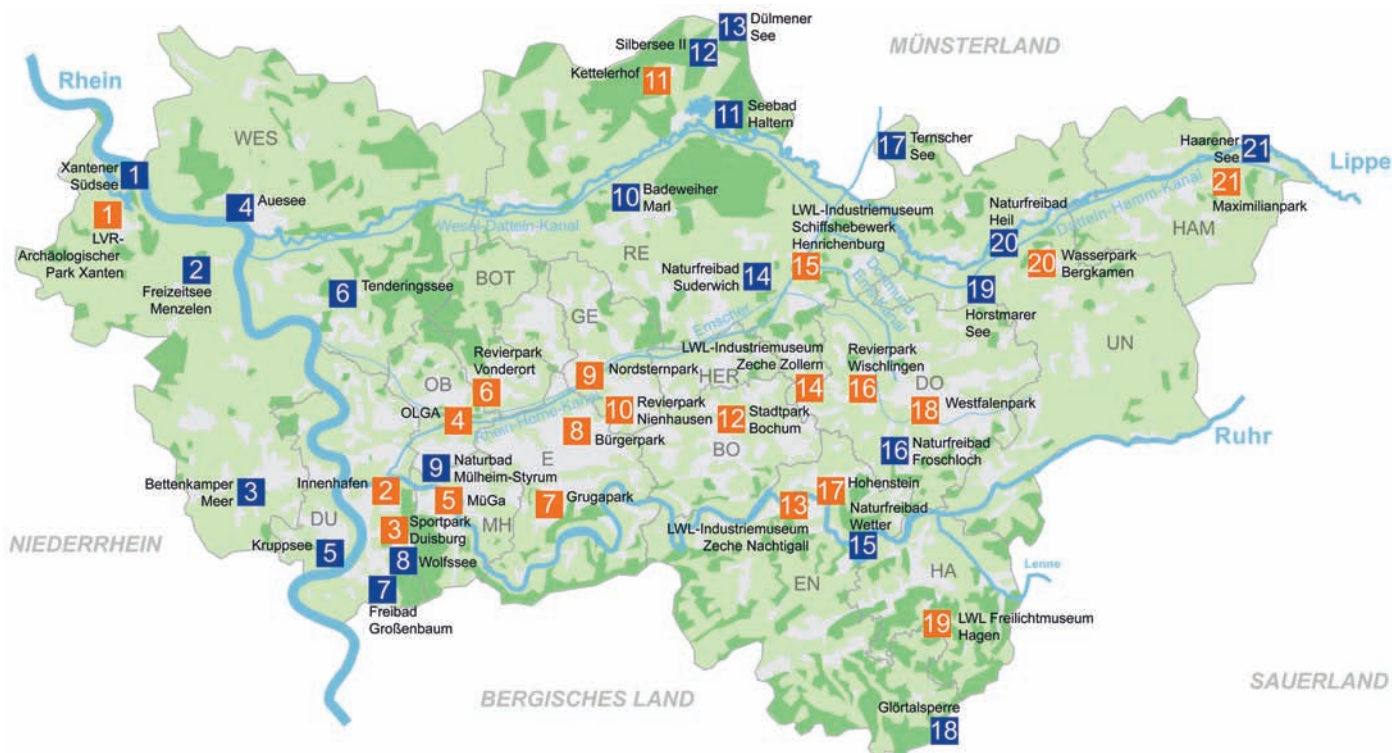 13
Dülmener
See
Silbersee II
12
MÜNSTERLAND
Kettelerhof
11
Rhein
11
Seebad
Haltern
WES
17
Ternscher
See
Haarener
See
21
Lippe
Xantener
Südsee
1
4
Auesee
10
Badeweiher
Marl
21
Maximilianpark
1
LVR-
Archäologischer
Park Xanten
Wesel-Datteln-Kanal
LWL-Industriemuseum
Schiffshebewerk
Henrichenburg
15
Naturfreibad
Heil
20
Datteln-Hamm-Kanal
HAM
RE
2
Freizeitsee
Menzelen
6
Tenderingssee
BOT
Naturfreibad
Suderwich
14
Dortmund
Ems-Kanal
20
Wasserpark
Bergkamen
19
Horstmarer
See
GE
Emscher
UN
Revierpark
Vonderort
6
OB
9
Nordsternpark
LWL-Industriemuseum
Zeche Zollern
14
HER
Revierpark
Wischlingen
16
DO
18
Westfalenpark
OLGA
4
Rhein-Herne-Kanal
10
Revierpark
Nienhausen
12
Stadtpark
Bochum
8
Bürgerpark
Ruhr
16
Naturfreibad
Froschloch
BO
E
9
Naturbad
Mülheim-Styrum
Bettenkamper
Meer
3
Innenhafen
2
5
MüGa
7
Grugapark
13
LWL-Industriemuseum
Zeche Nachtigall
17
Hohenstein
Naturfreibad
Wetter
15
DU
3
Sportpark
Duisburg
MH
NIEDERRHEIN
Kruppsee
5
8
Wolfssee
7
Freibad
Großenbaum
EN
HA
Lenne
19
LWL Freilichtmuseum
Hagen
BERGISCHES LAND
SAUERLAND
Glörtalsperre
18